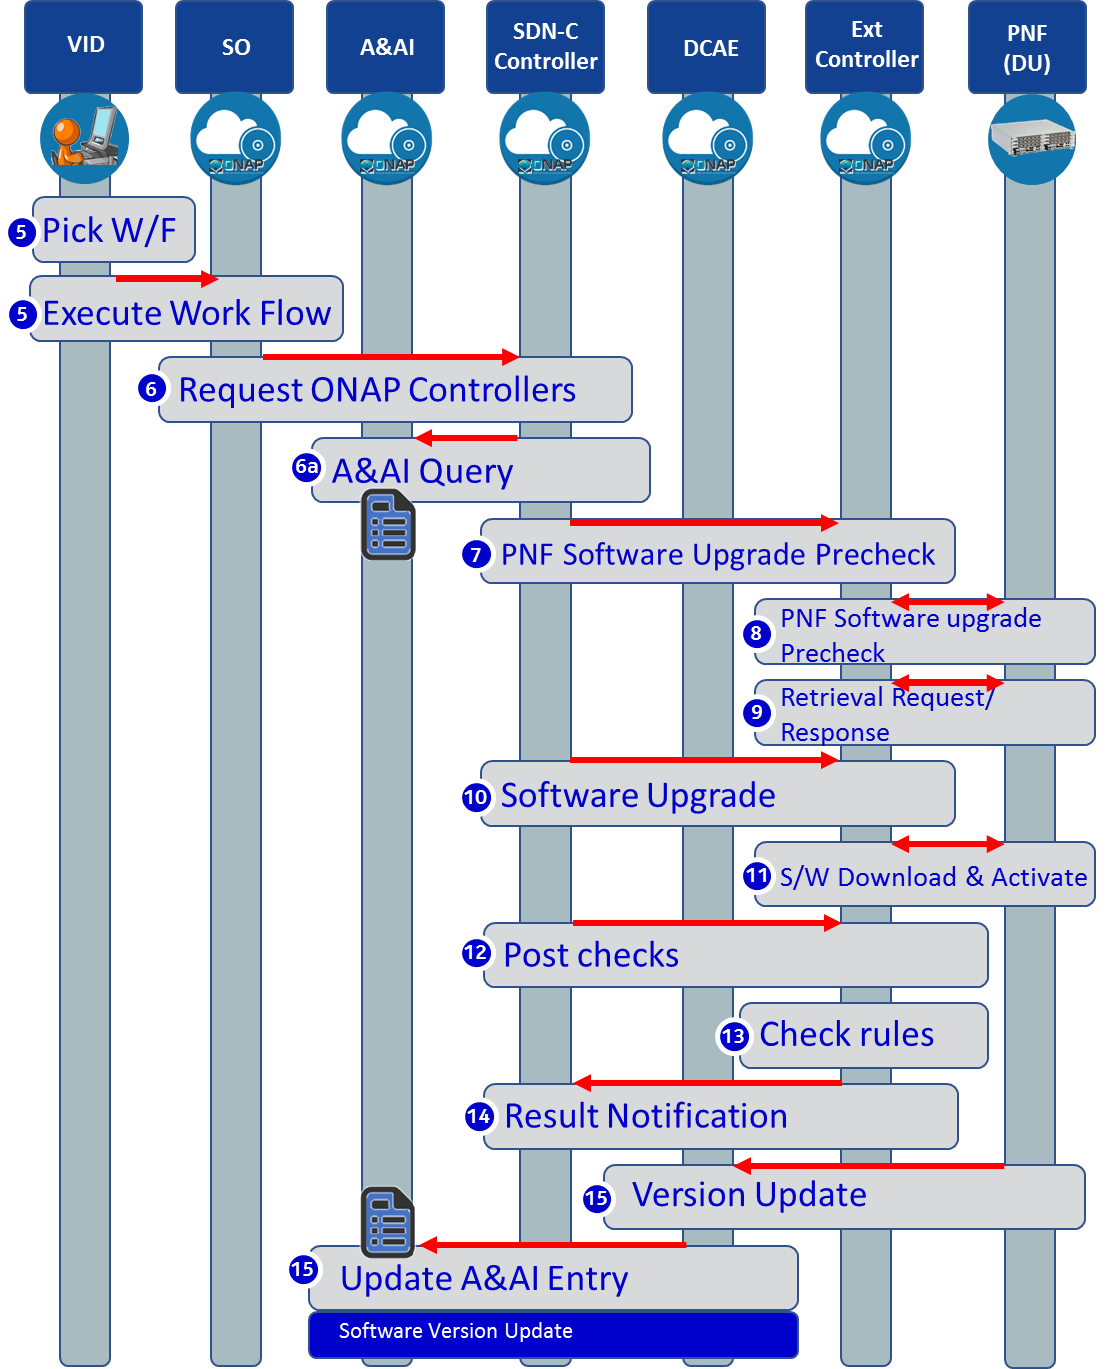 VID
SO
A&AI
SDN-C
Controller
DCAE
Ext
Controller
PNF
(DU)
ONAP
ONAP
ONAP
ONAP
ONAP
5 Pick W/F
5 Execute Work Flow
6 Request ONAP Controllers
6a A&AI Query
7 PNF Software Upgrade Precheck
8 PNF Software upgrade
Precheck
9 Retrieval Request/
Response
10 Software Upgrade
11 S/W Download & Activate
12 Post checks
13 Check rules
14 Result Notification
15 Version Update
15 Update A&AI Entry
Software Version Update